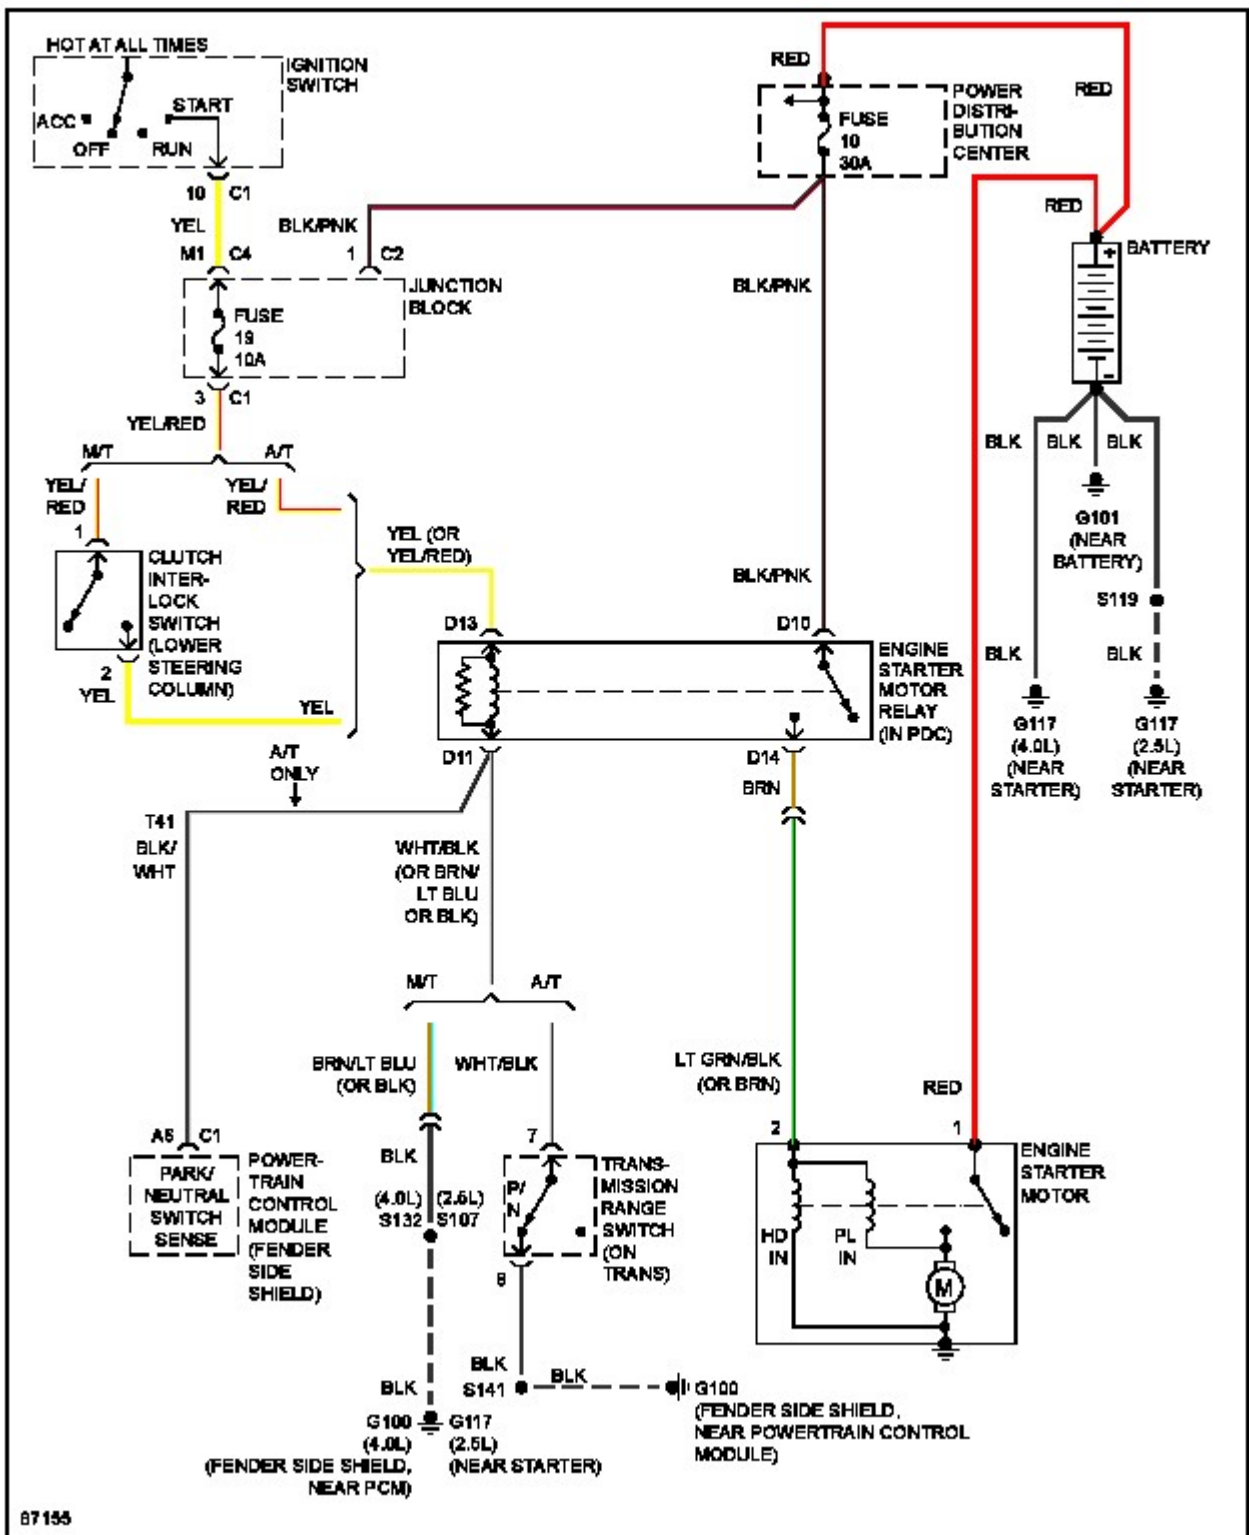 HOT AT ALL TIMES
IGNITION
SWITCH
ACC
START
OFF
RUN
10 C1
YEL
M1 C4
FUSE
19
10A
JUNCTION
BLOCK
BLK/PNK
1 C2
3 C1
YEL/RED
M/T
A/T
YEL/
RED
YEL/
RED
1
CLUTCH
INTER-
LOCK
SWITCH
(LOWER
STEERING
COLUMN)
2
YEL
YEL
YEL (OR
YEL/RED)
RED
RED
FUSE
10
30A
POWER
DISTRI-
BUTION
CENTER
RED
BATTERY
+
-
BLK/PNK
BLK/PNK
BLK
BLK
BLK
G101
(NEAR
BATTERY)
S119
BLK
BLK
G117
(4.0L)
(NEAR
STARTER)
G117
(2.5L)
(NEAR
STARTER)
D13
D10
ENGINE
STARTER
MOTOR
RELAY
(IN PDC)
D11
D14
BRN
A/T
ONLY
T41
BLK/
WHT
WHT/BLK
(OR BRN/
LT BLU
OR BLK)
M/T
A/T
BRN/LT BLU
(OR BLK)
WHT/BLK
LT GRN/BLK
(OR BRN)
RED
A6 C1
PARK/
NEUTRAL
SWITCH
SENSE
POWER-
TRAIN
CONTROL
MODULE
(FENDER
SIDE
SHIELD)
BLK
(4.0L) (2.5L)
S132 S107
7
P/
N
TRANS-
MISSION
RANGE
SWITCH
(ON
TRANS)
8
2
1
ENGINE
STARTER
MOTOR
HD
IN
PL
IN
M
BLK
S141
BLK
G100
(FENDER SIDE SHIELD,
NEAR POWERTRAIN CONTROL
MODULE)
BLK
G100
(4.0L)
(FENDER SIDE SHIELD,
NEAR PCM)
G117
(2.5L)
(NEAR STARTER)
87155